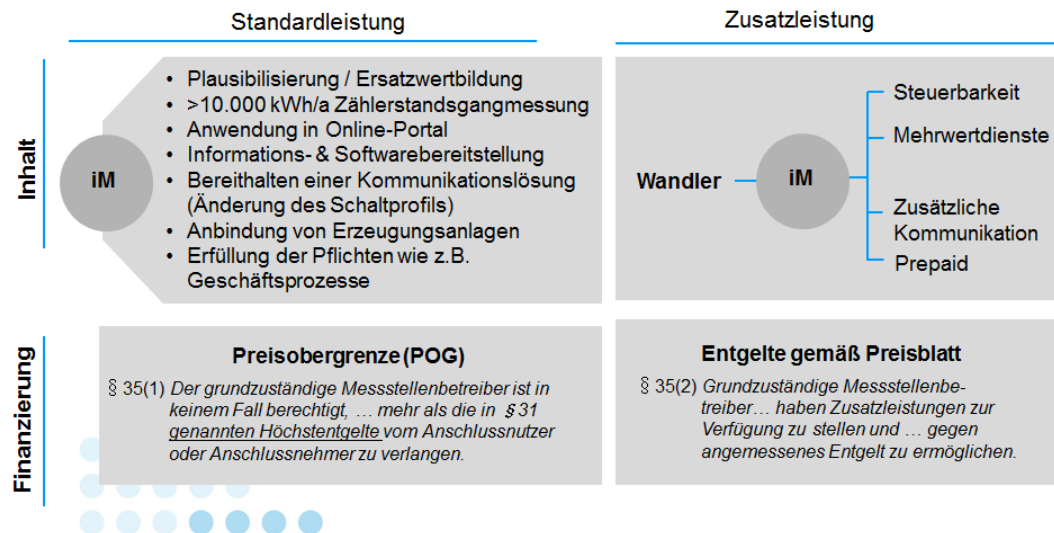 Standardleistung
Zusatzleistung
Inhalt
iM
• Plausibilisierung / Ersatzwertbildung
• >10.000 kWh/a Zählerstandsgangmessung
• Anwendung in Online-Portal
• Informations- & Softwarebereitstellung
• Bereithalten einer Kommunikationslösung
(Änderung des Schaltprofils)
• Anbindung von Erzeugungsanlagen
• Erfüllung der Pflichten wie z.B.
Geschäftsprozesse
Wandler
iM
Steuerbarkeit
Mehrwertdienste
Zusätzliche
Kommunikation
Prepaid
Finanzierung
Preisobergrenze (POG)
§ 35(1) Der grundzuständige Messstellenbetreiber ist in
keinem Fall berechtigt, … mehr als die in § 31
genannten Höchstentgelte vom Anschlussnutzer
oder Anschlussnehmer zu verlangen.
Entgelte gemäß Preisblatt
§ 35(2) Grundzuständige Messstellenbe-
treiber… haben Zusatzleistungen zur
Verfügung zu stellen und … gegen
angemessenes Entgelt zu ermöglichen.